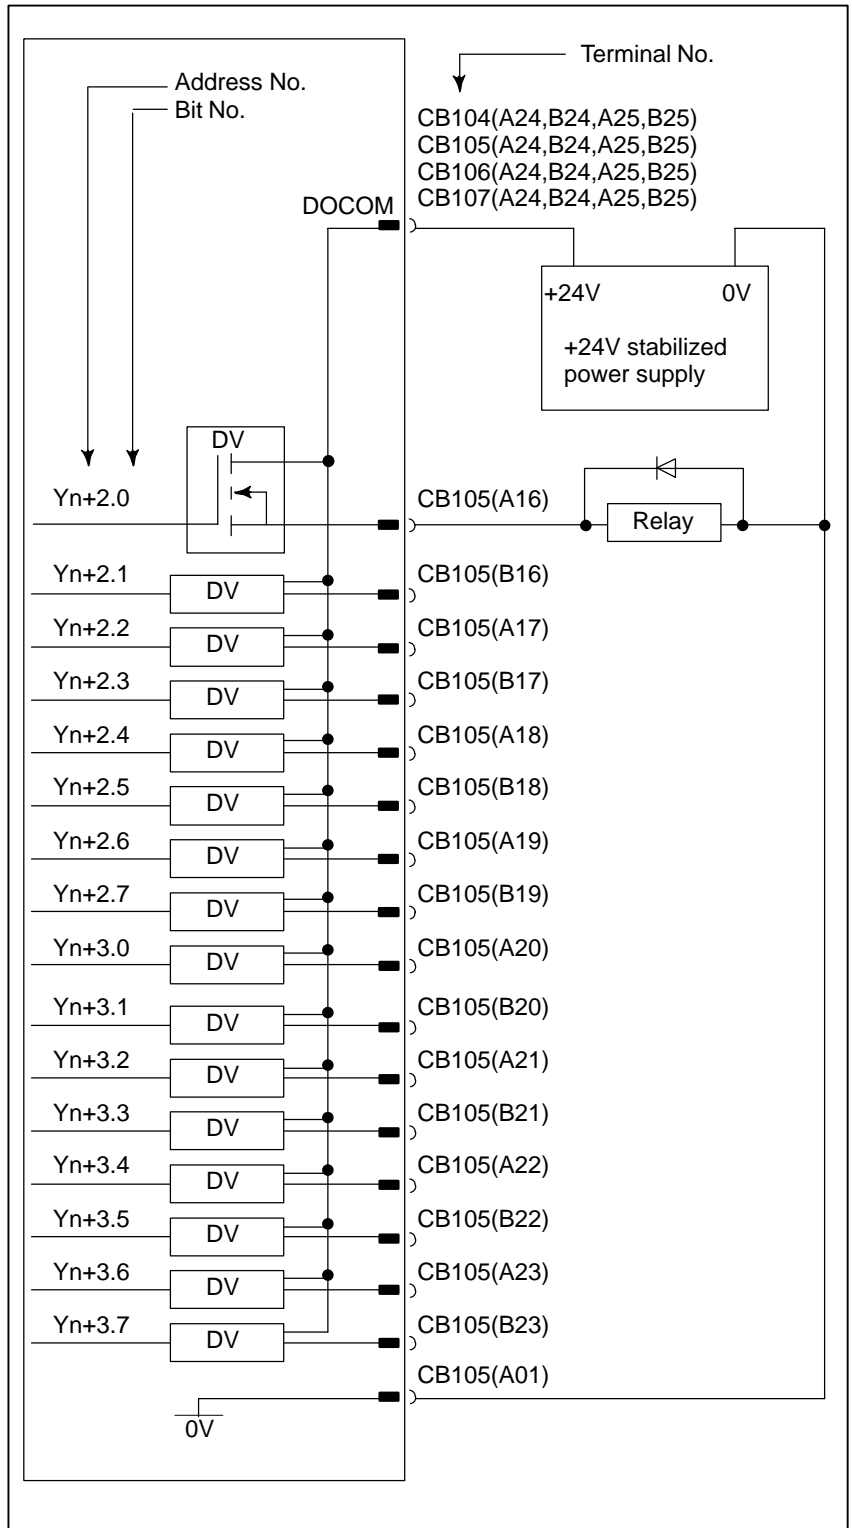 Terminal No.
Address No.
Bit No.
CB104(A24,B24,A25,B25)
CB105(A24,B24,A25,B25)
CB106(A24,B24,A25,B25)
CB107(A24,B24,A25,B25)
DOCOM
+24V 0V
+24V stabilized
power supply
DV
Yn+2.0 CB105(A16)
Relay
Yn+2.1 DV CB105(B16)
Yn+2.2 DV CB105(A17)
Yn+2.3 DV CB105(B17)
Yn+2.4 DV CB105(A18)
Yn+2.5 DV CB105(B18)
Yn+2.6 DV CB105(A19)
Yn+2.7 DV CB105(B19)
Yn+3.0 DV CB105(A20)
Yn+3.1 DV CB105(B20)
Yn+3.2 DV CB105(A21)
Yn+3.3 DV CB105(B21)
Yn+3.4 DV CB105(A22)
Yn+3.5 DV CB105(B22)
Yn+3.6 DV CB105(A23)
Yn+3.7 DV CB105(B23)
CB105(A01)
0V